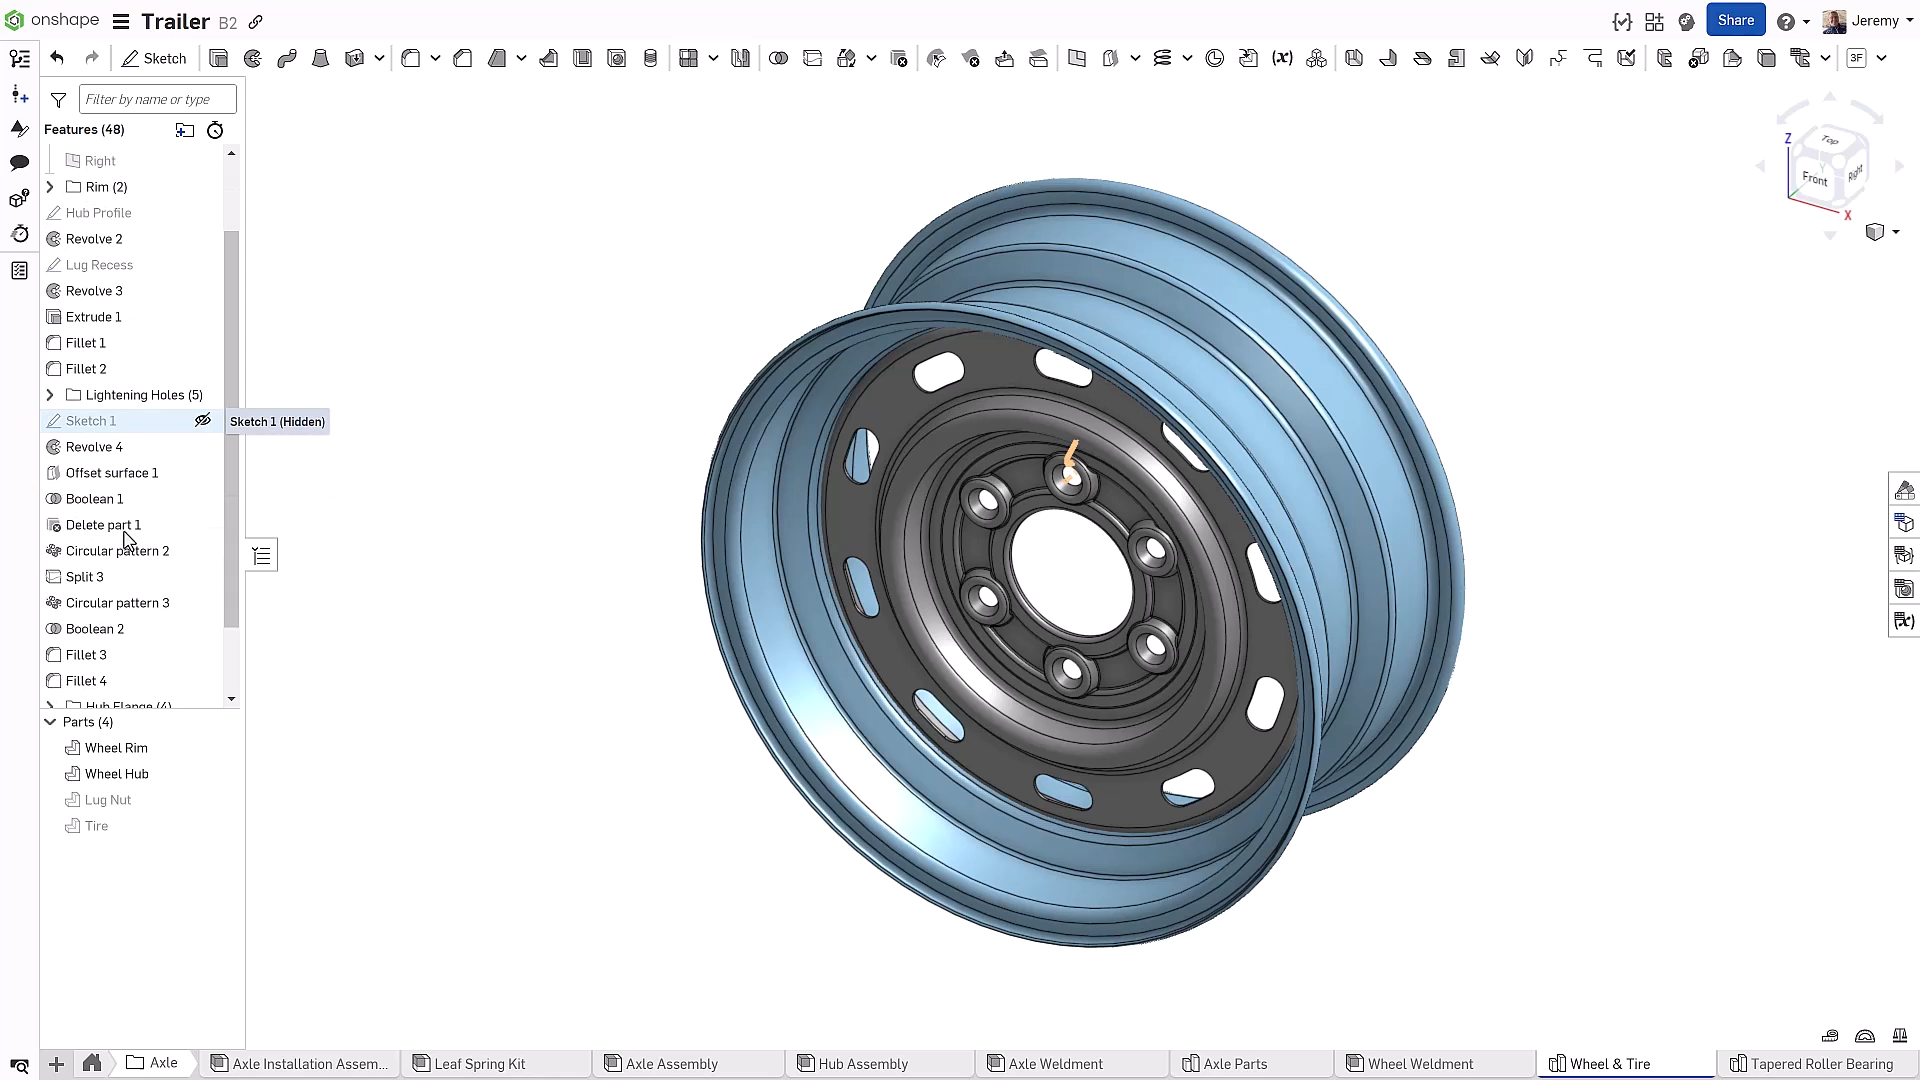 onshape Trailer B2 Share Jeremy
Sketch (x) 3F
Filter by name or type
Features (48)
Right
Rim (2)
Hub Profile
Revolve 2
Lug Recess
Revolve 3
Extrude 1
Fillet 1
Fillet 2
Lightening Holes (5)
Sketch 1 Sketch 1 (Hidden)
Revolve 4
Offset surface 1
Boolean 1
Delete part 1
Circular pattern 2
Split 3
Circular pattern 3
Boolean 2
Fillet 3
Fillet 4
Hub Flange (4)
Parts (4)
Wheel Rim
Wheel Hub
Lug Nut
Tire
Z
Top
Front
Right
X
(x)
Axle Axle Installation Assem... Leaf Spring Kit Axle Assembly Hub Assembly Axle Weldment Axle Parts Wheel Weldment Wheel & Tire Tapered Roller Bearing